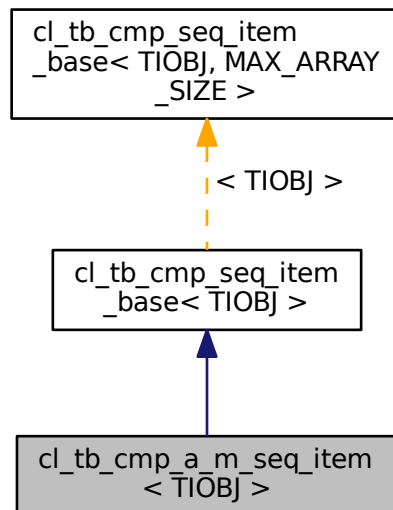 cl_tb_cmp_seq_item
_base< TIOBJ, MAX_ARRAY
_SIZE >
< TIOBJ >
cl_tb_cmp_seq_item
_base< TIOBJ >
cl_tb_cmp_a_m_seq_item
< TIOBJ >